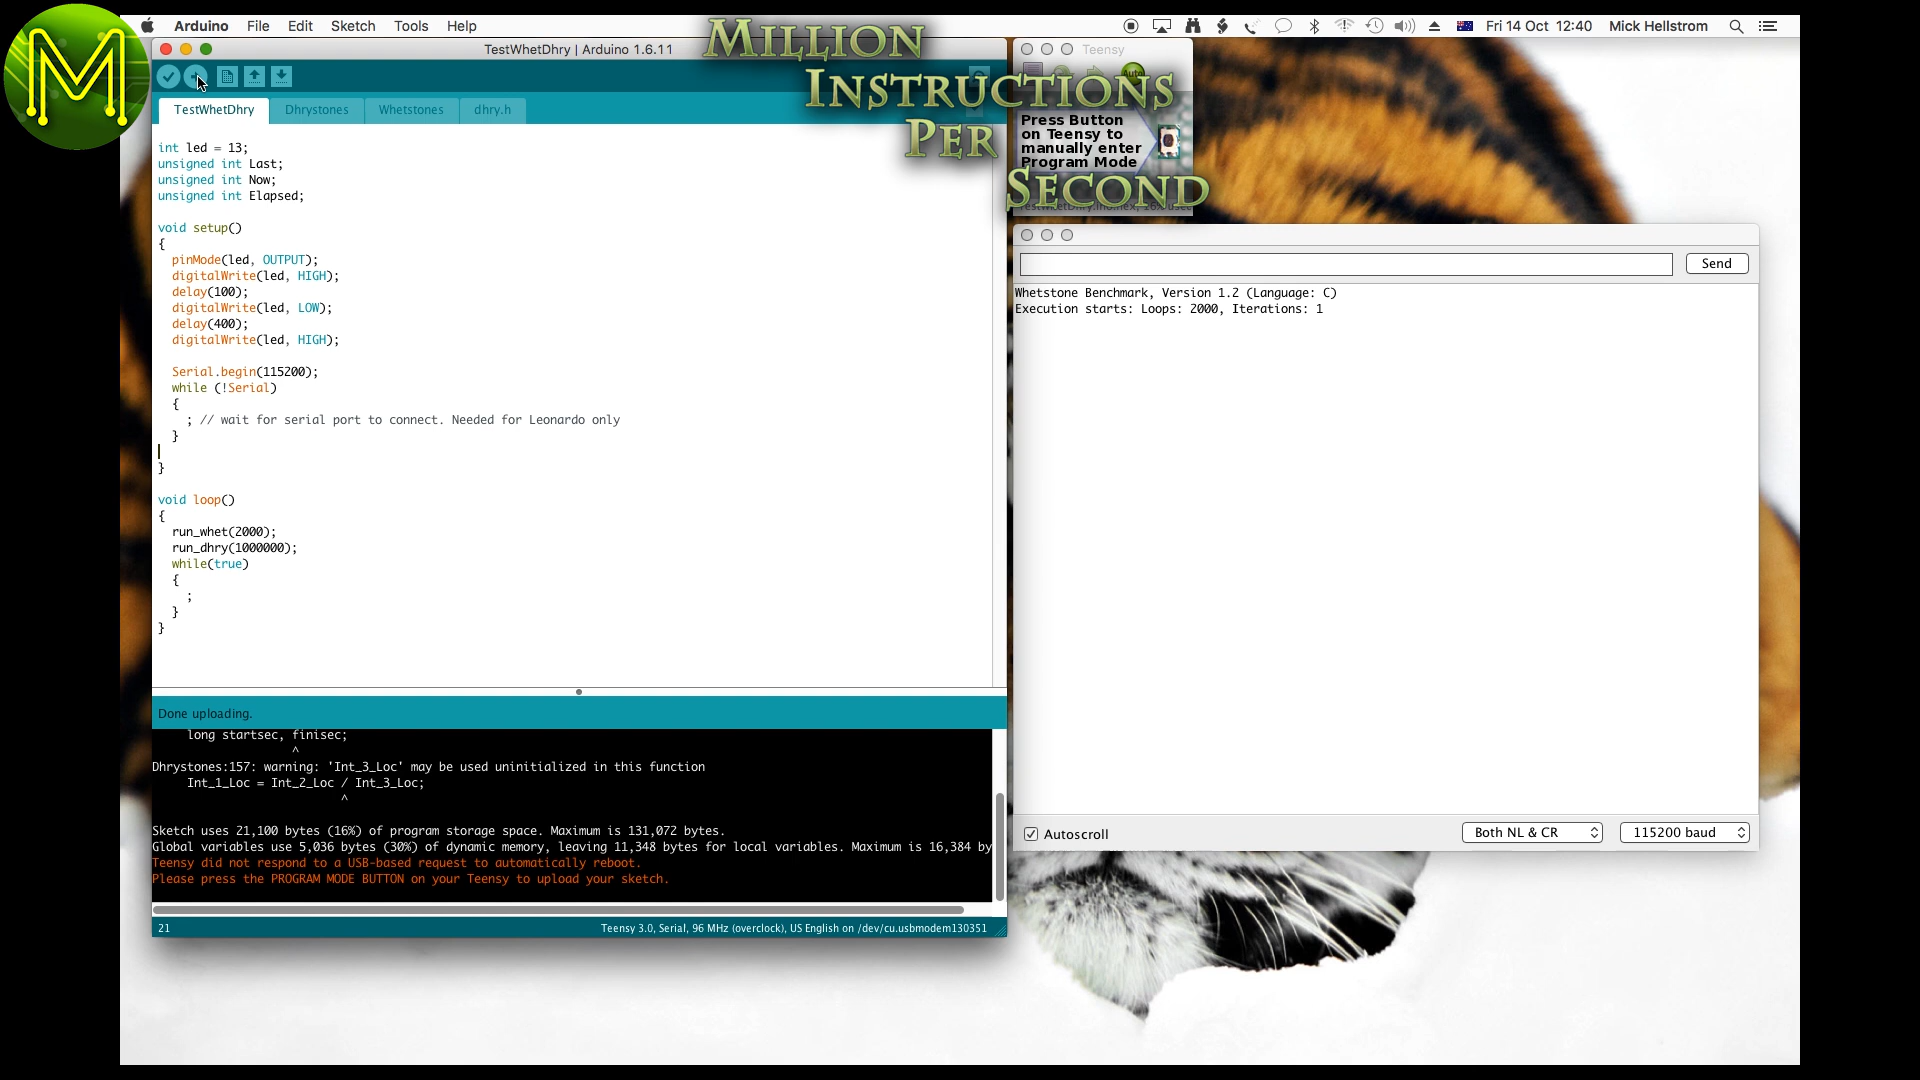 Arduino File Edit Sketch Tools Help
Fri 14 Oct 12:40 Mick Hellstrom
M
MILLION
INSTRUCTIONS
PER
SECOND
TestWhetDhry | Arduino 1.6.11
TestWhetDhry Dhrystones Whetstones dhry.h
int led = 13;
unsigned int Last;
unsigned int Now;
unsigned int Elapsed;
void setup()
{
pinMode(led, OUTPUT);
digitalWrite(led, HIGH);
delay(100);
digitalWrite(led, LOW);
delay(400);
digitalWrite(led, HIGH);
Serial.begin(115200);
while (!Serial)
{
; // wait for serial port to connect. Needed for Leonardo only
}
}
void loop()
{
run_whet(2000);
run_dhry(1000000);
while(true)
{
;
}
}
Done uploading.
long startsec, finisec;
^
Dhrystones:157: warning: 'Int_3_Loc' may be used uninitialized in this function
Int_1_Loc = Int_2_Loc / Int_3_Loc;
^
Sketch uses 21,100 bytes (16%) of program storage space. Maximum is 131,072 bytes.
Global variables use 5,036 bytes (30%) of dynamic memory, leaving 11,348 bytes for local variables. Maximum is 16,384 by
Teensy did not respond to a USB-based request to automatically reboot.
Please press the PROGRAM MODE BUTTON on your Teensy to upload your sketch.
21
Teensy 3.0, Serial, 96 MHz (overclock), US English on /dev/cu.usbmodem130351
Teensy
Auto
Press Button
on Teensy to
manually enter
Program Mode
Send
Whetstone Benchmark, Version 1.2 (Language: C)
Execution starts: Loops: 2000, Iterations: 1
Autoscroll
Both NL & CR
115200 baud